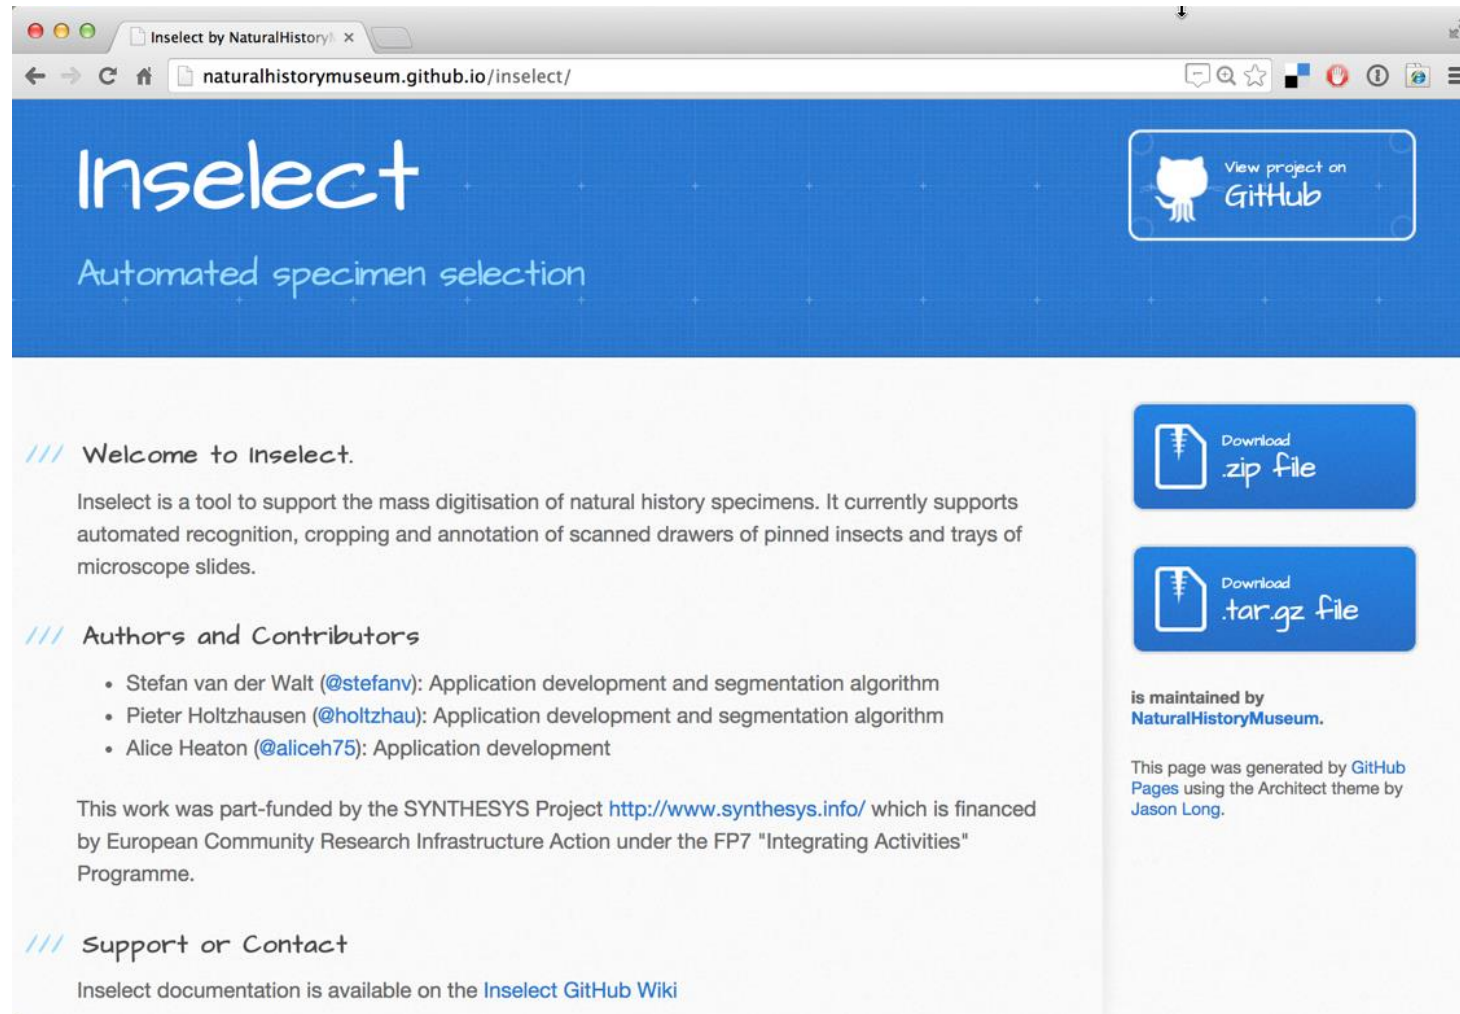 Inselect by NaturalHistory
naturalhistorymuseum.github.io/inselect/
Inselect
Automated specimen selection
View project on
GitHub
/// Welcome to Inselect.
Inselect is a tool to support the mass digitisation of natural history specimens. It currently supports
automated recognition, cropping and annotation of scanned drawers of pinned insects and trays of
microscope slides.
/// Authors and Contributors
• Stefan van der Walt (@stefanv): Application development and segmentation algorithm
• Pieter Holtzhausen (@holtzhau): Application development and segmentation algorithm
• Alice Heaton (@aliceh75): Application development
This work was part-funded by the SYNTHESYS Project http://www.synthesys.info/ which is financed
by European Community Research Infrastructure Action under the FP7 "Integrating Activities"
Programme.
/// Support or Contact
Inselect documentation is available on the Inselect GitHub Wiki
Download
.zip file
Download
.tar.gz file
is maintained by
NaturalHistoryMuseum.
This page was generated by GitHub
Pages using the Architect theme by
Jason Long.